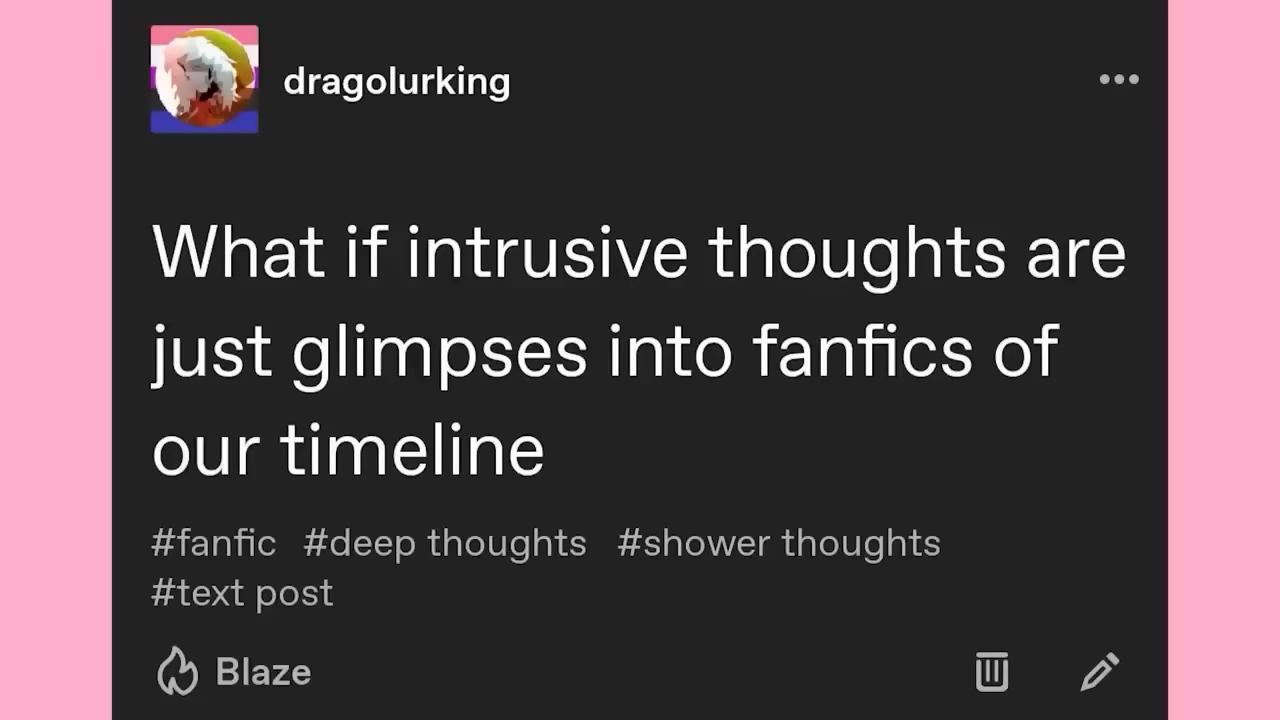 dragolurking
What if intrusive thoughts are
just glimpses into fanfics of
our timeline
#fanfic #deep thoughts #shower thoughts
#text post
Blaze